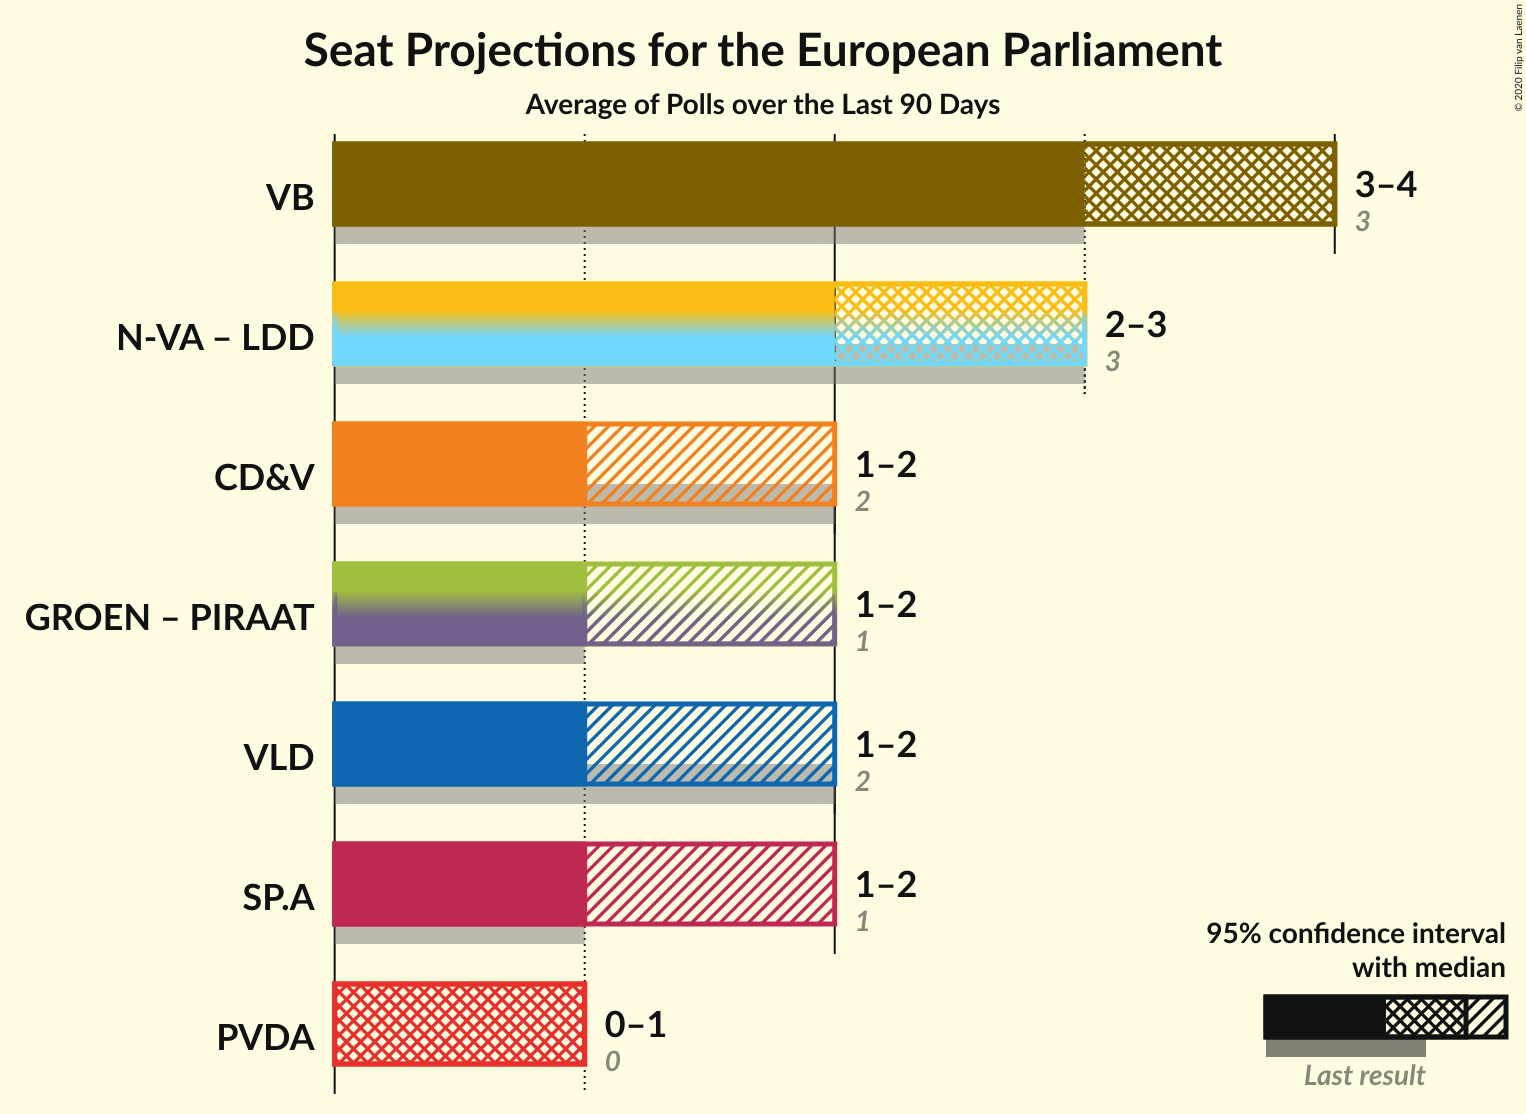 Seat Projections for the European Parliament
Average of Polls over the Last 90 Days
© 2020 Filip van Laenen
VB
3–4
3
N-VA – LDD
2–3
3
CD&V
1–2
2
GROEN – PIRAAT
1–2
1
VLD
1–2
2
SP.A
1–2
1
PVDA
0–1
0
95% confidence interval
with median
Last result